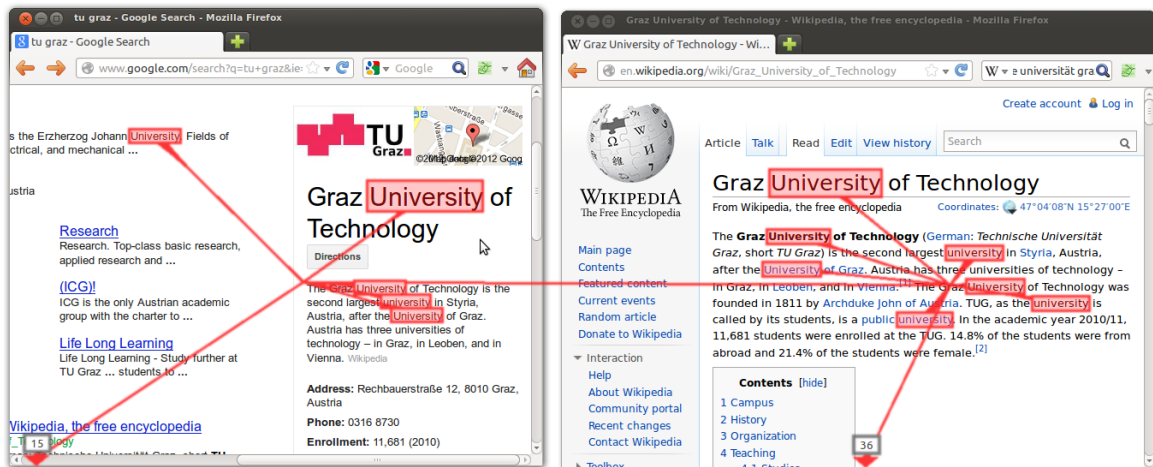 tu graz - Google Search - Mozilla Firefox
tu graz - Google Search
www.google.com/search?q=tu+graz&ie:
Google
s the Erzherzog Johann University. Fields of
ctrical, and mechanical ...
ustria
Research
Research. Top-class basic research,
applied research and ...
(ICG)!
ICG is the only Austrian academic
group with the charter to ...
Life Long Learning
Life Long Learning - Study further at
TU Graz ... students to ...
Wikipedia, the free encyclopedia
15
TU
Graz
Graz University of
Technology
Directions
The Graz University of Technology is the
second largest university in Styria,
Austria, after the University of Graz.
Austria has three universities of
technology – in Graz, in Leoben, and in
Vienna. Wikipedia
Address: Rechbauerstraße 12, 8010 Graz,
Austria
Phone: 0316 8730
Enrollment: 11,681 (2010)
Graz University of Technology - Wikipedia, the free encyclopedia - Mozilla Firefox
W Graz University of Technology - Wi...
en.wikipedia.org/wiki/Graz_University_of_Technology
W e universität gra
Create account Log in
Article Talk Read Edit View history Search
WIKIPEDIA
The Free Encyclopedia
Main page
Contents
Featured content
Current events
Random article
Donate to Wikipedia
Interaction
Help
About Wikipedia
Community portal
Recent changes
Contact Wikipedia
Toolbox
Graz University of Technology
From Wikipedia, the free encyclopedia
Coordinates: 47°04′08″N 15°27′00″E
The Graz University of Technology (German: Technische Universität
Graz, short TU Graz) is the second largest university in Styria, Austria,
after the University of Graz. Austria has three universities of technology –
in Graz, in Leoben, and in Vienna.[1] The Graz University of Technology was
founded in 1811 by Archduke John of Austria. TUG, as the university is
called by its students, is a public university. In the academic year 2010/11,
11,681 students were enrolled at the TUG. 14.8% of the students were from
abroad and 21.4% of the students were female.[2]
Contents [hide]
1 Campus
2 History
3 Organization
4 Teaching
4.1 Studies
36